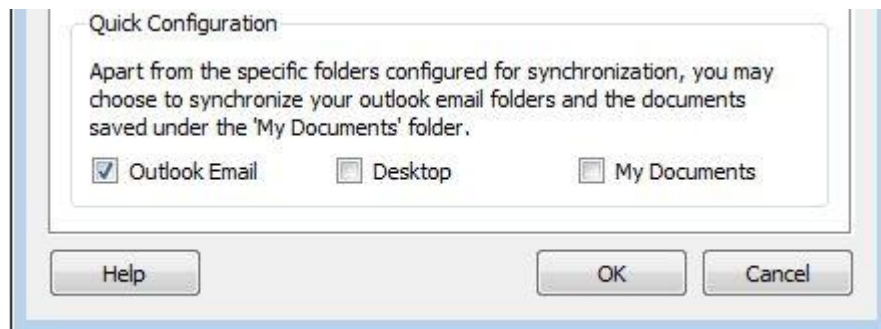 Quick Configuration
Apart from the specific folders configured for synchronization, you may
choose to synchronize your outlook email folders and the documents
saved under the 'My Documents' folder.
Outlook Email Desktop My Documents
Help OK Cancel